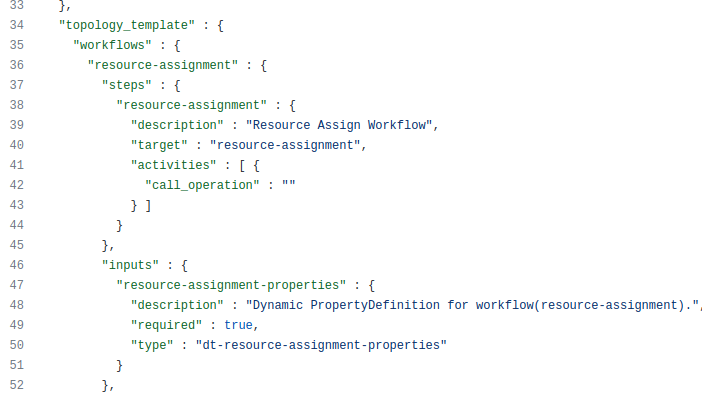 33 },
34 "topology_template" : {
35 "workflows" : {
36 "resource-assignment" : {
37 "steps" : {
38 "resource-assignment" : {
39 "description" : "Resource Assign Workflow",
40 "target" : "resource-assignment",
41 "activities" : [ {
42 "call_operation" : ""
43 } ]
44 }
45 },
46 "inputs" : {
47 "resource-assignment-properties" : {
48 "description" : "Dynamic PropertyDefinition for workflow(resource-assignment).",
49 "required" : true,
50 "type" : "dt-resource-assignment-properties"
51 }
52 },